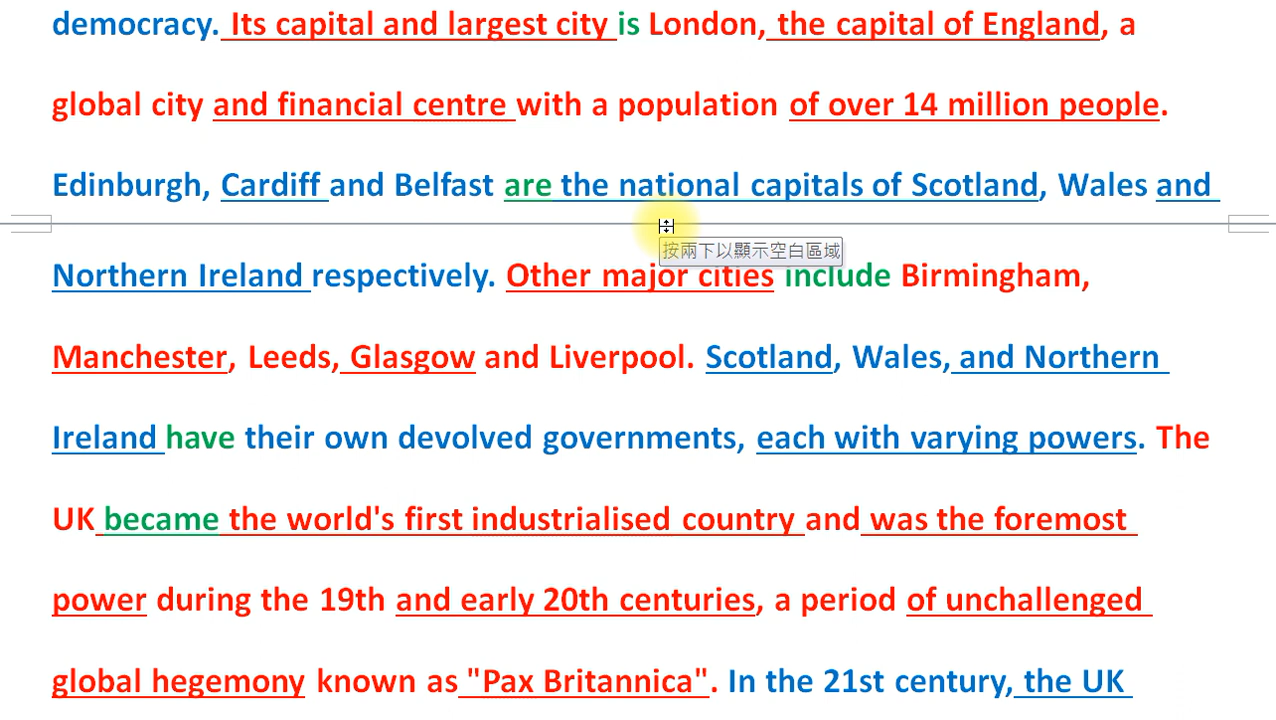 democracy. Its capital and largest city is London, the capital of England, a
global city and financial centre with a population of over 14 million people.
Edinburgh, Cardiff and Belfast are the national capitals of Scotland, Wales and
按兩下以顯示空白區域
Northern Ireland respectively. Other major cities include Birmingham,
Manchester, Leeds, Glasgow and Liverpool. Scotland, Wales, and Northern
Ireland have their own devolved governments, each with varying powers. The
UK became the world's first industrialised country and was the foremost
power during the 19th and early 20th centuries, a period of unchallenged
global hegemony known as "Pax Britannica". In the 21st century, the UK